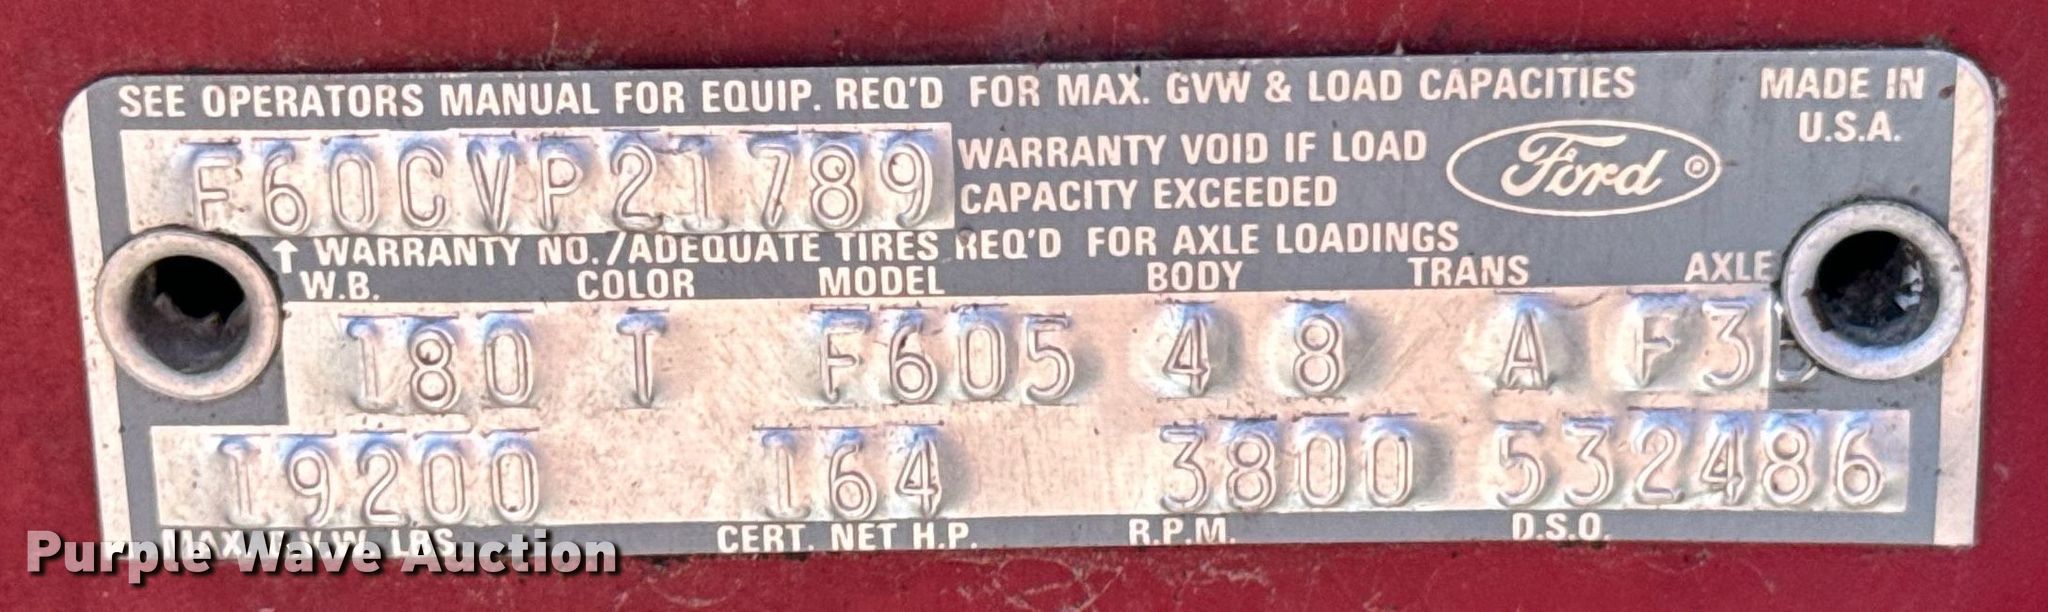 SEE OPERATORS MANUAL FOR EQUIP. REQ'D FOR MAX. GVW & LOAD CAPACITIES MADE IN U.S.A.
F60CVP21789 WARRANTY VOID IF LOAD CAPACITY EXCEEDED Ford ®
↑ WARRANTY NO./ADEQUATE TIRES REQ'D FOR AXLE LOADINGS
W.B. COLOR MODEL BODY TRANS AXLE
180 T F605 48 A F3
19200 164 3800 532486
MAX. G.V.W. LBS. CERT. NET H.P. R.P.M. D.S.O.
Purple Wave Auction